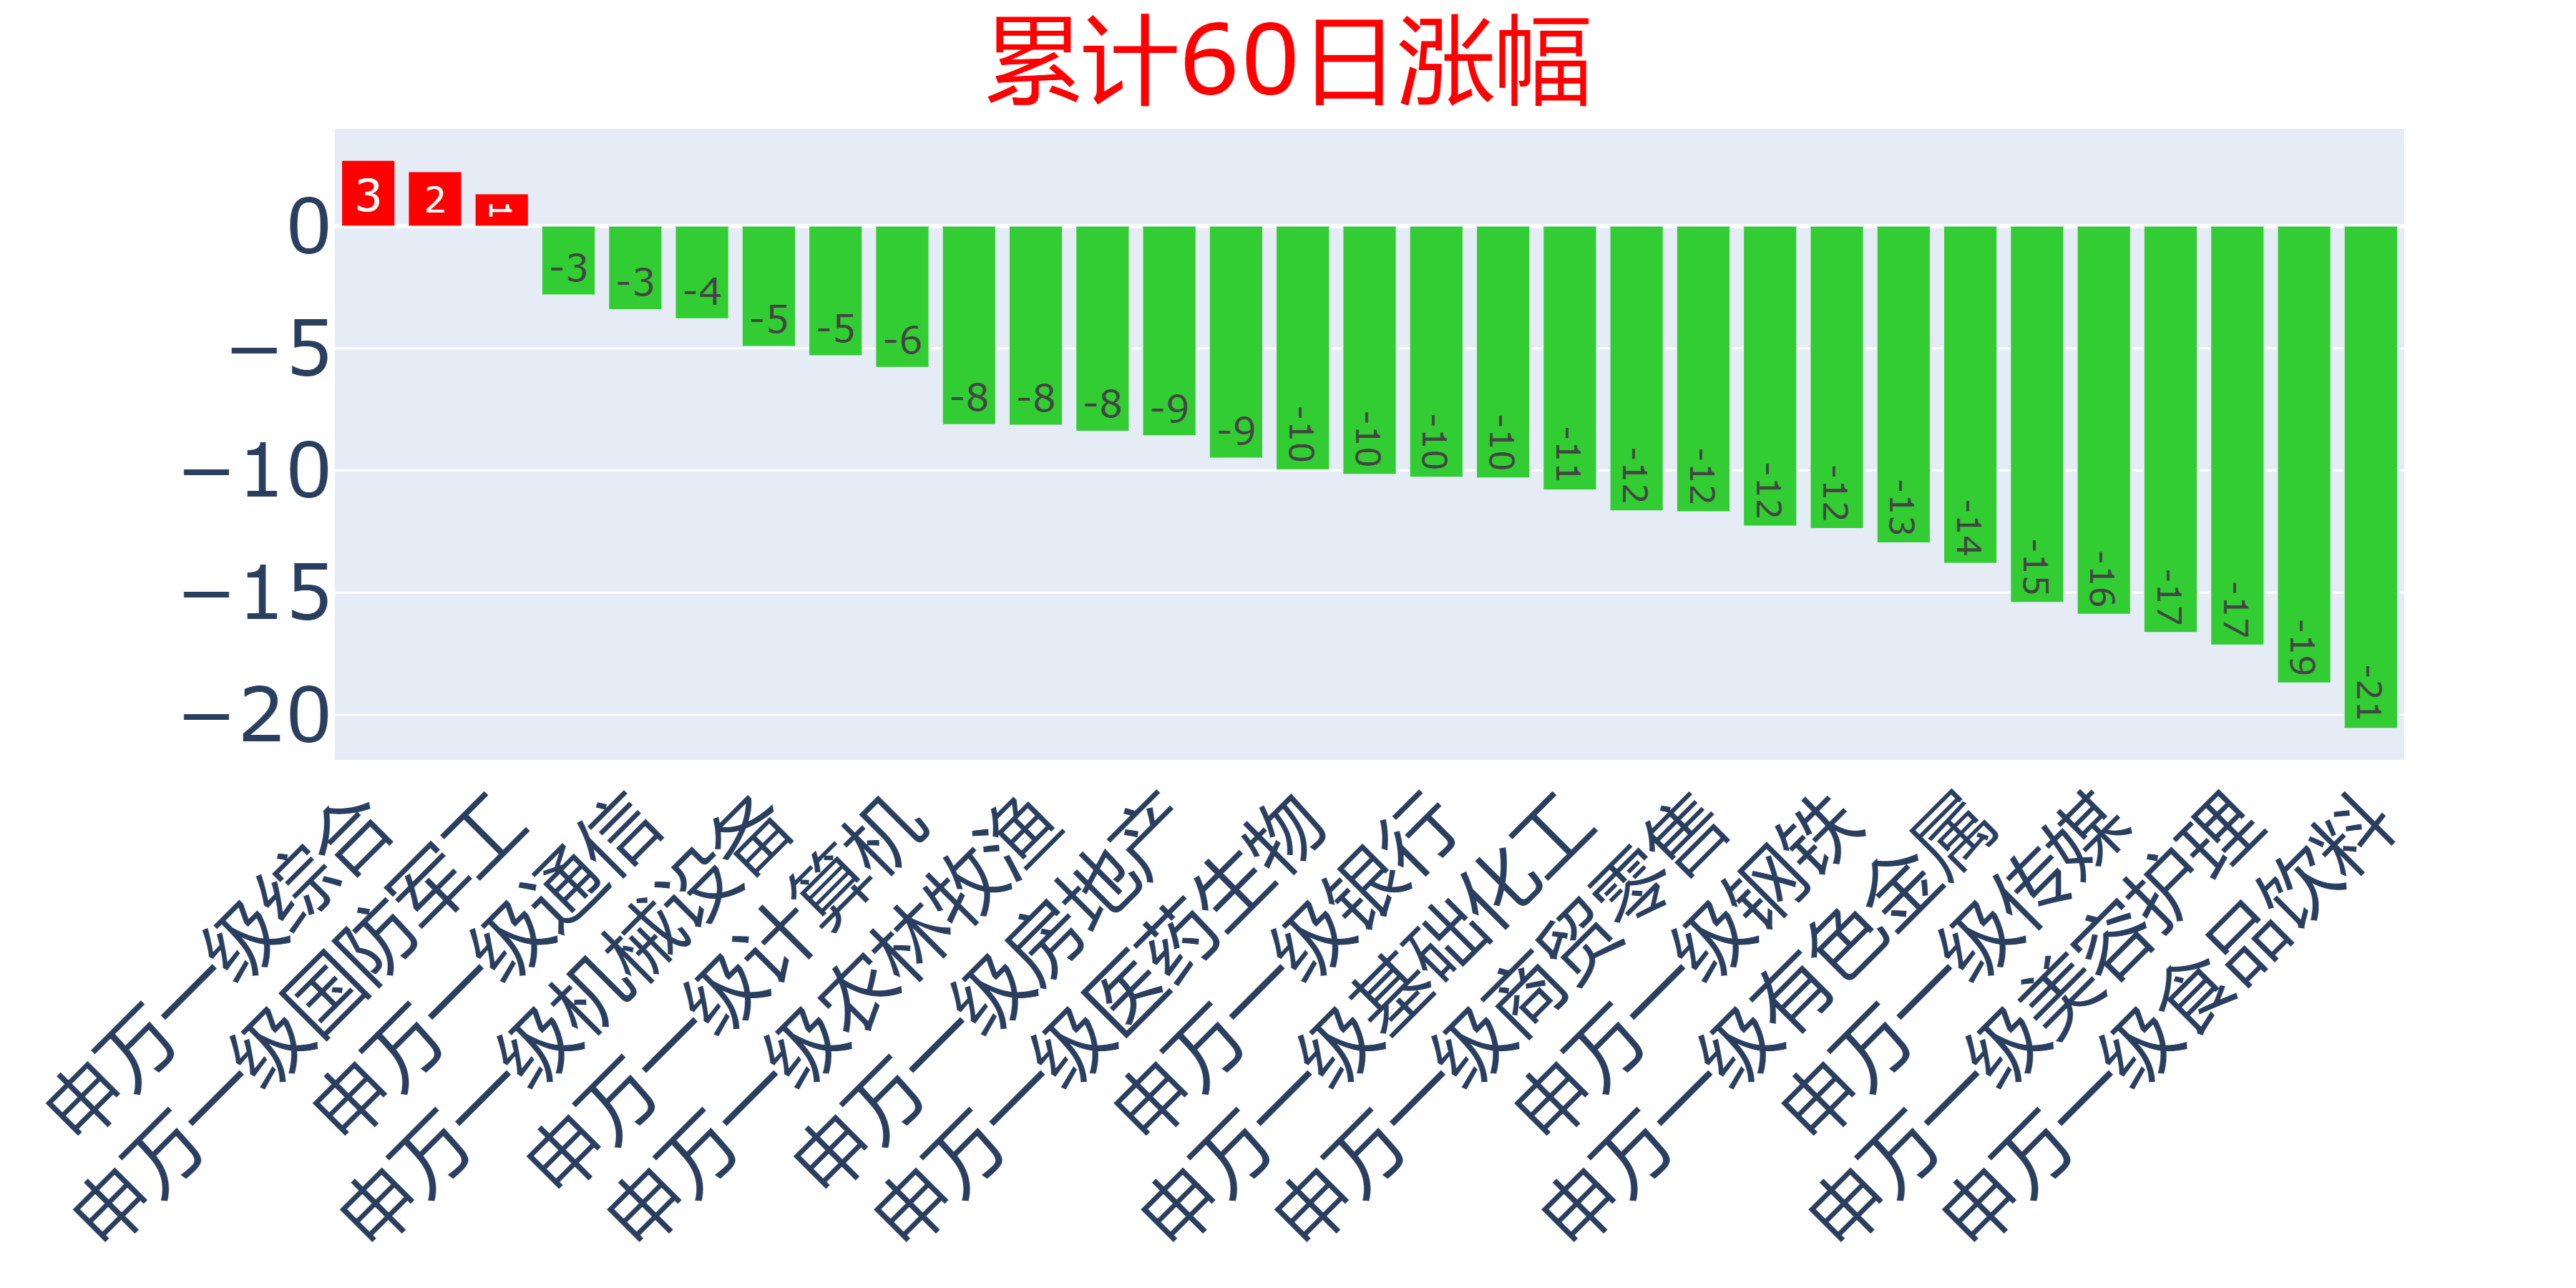 累计60日涨幅
0
−5
−10
−15
−20
3
2
1
-3
-3
-4
-5
-5
-6
-8
-8
-8
-9
-9
-10
-10
-10
-10
-11
-12
-12
-12
-12
-13
-14
-15
-16
-17
-17
-19
-21
申万一级综合
申万一级国防军工
申万一级通信
申万一级机械设备
申万一级计算机
申万一级农林牧渔
申万一级房地产
申万一级医药生物
申万一级银行
申万一级基础化工
申万一级商贸零售
申万一级钢铁
申万一级有色金属
申万一级传媒
申万一级美容护理
申万一级食品饮料